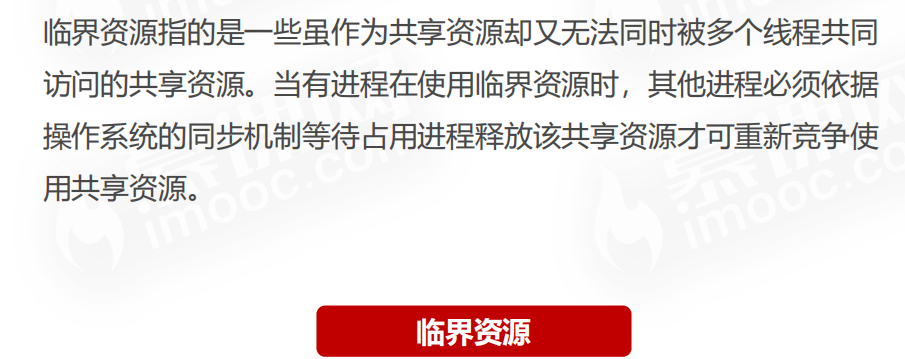 临界资源指的是一些虽作为共享资源却又无法同时被多个线程共同
访问的共享资源。当有进程在使用临界资源时，其他进程必须依据
操作系统的同步机制等待占用进程释放该共享资源才可重新竞争使
用共享资源。
慕课网
imooc.com
慕课网
imooc.com
临界资源